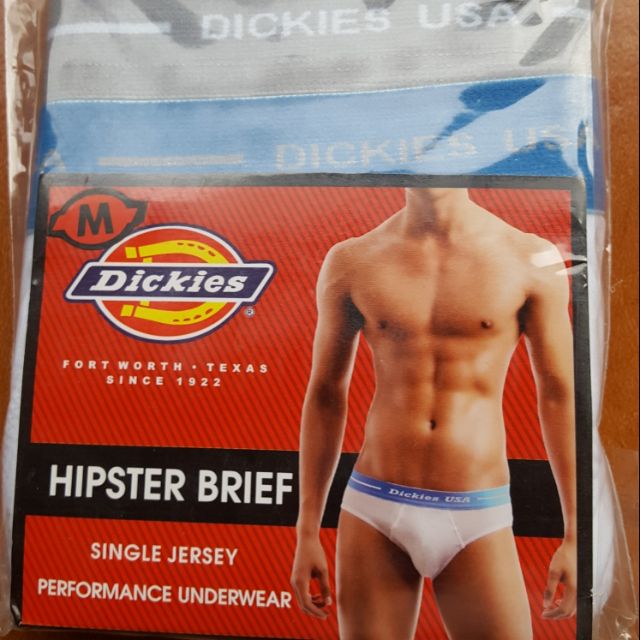 DICKIES USA
DICKIES USA
M
Dickies
®
FORT WORTH • TEXAS
SINCE 1922
HIPSTER BRIEF
Dickies USA
SINGLE JERSEY
PERFORMANCE UNDERWEAR